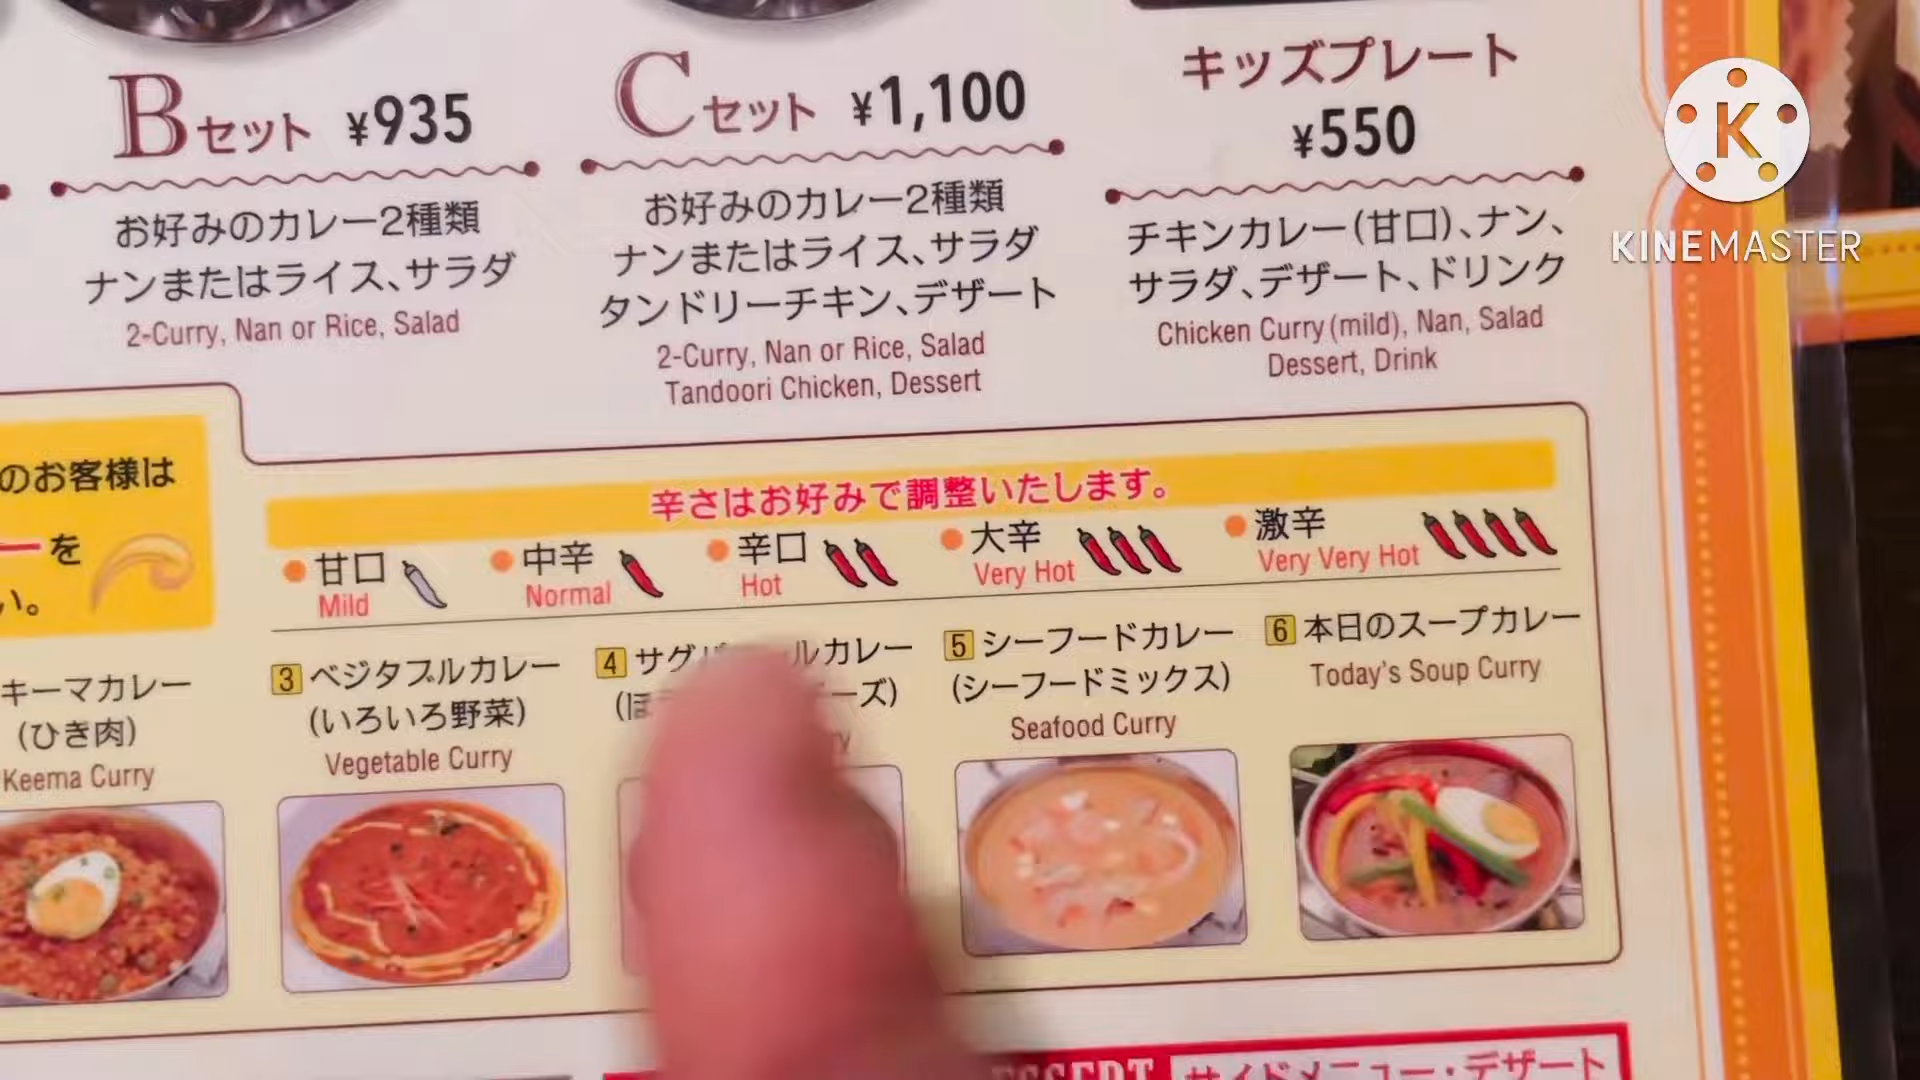 Bセット ¥935
お好みのカレー2種類
ナンまたはライス、サラダ
2-Curry, Nan or Rice, Salad
Cセット ¥1,100
お好みのカレー2種類
ナンまたはライス、サラダ
タンドリーチキン、デザート
2-Curry, Nan or Rice, Salad
Tandoori Chicken, Dessert
キッズプレート
¥550
チキンカレー(甘口)、ナン、
サラダ、デザート、ドリンク
Chicken Curry(mild), Nan, Salad
Dessert, Drink
K
KINEMASTER
のお客様は
を
い。
辛さはお好みで調整いたします。
甘口
Mild
中辛
Normal
辛口
Hot
大辛
Very Hot
激辛
Very Very Hot
キーマカレー
(ひき肉)
Keema Curry
3 ベジタブルカレー
(いろいろ野菜)
Vegetable Curry
4 サグ ルカレー
ーズ)
5 シーフードカレー
(シーフードミックス)
Seafood Curry
6 本日のスープカレー
Today's Soup Curry
サイドメニュー・デザート